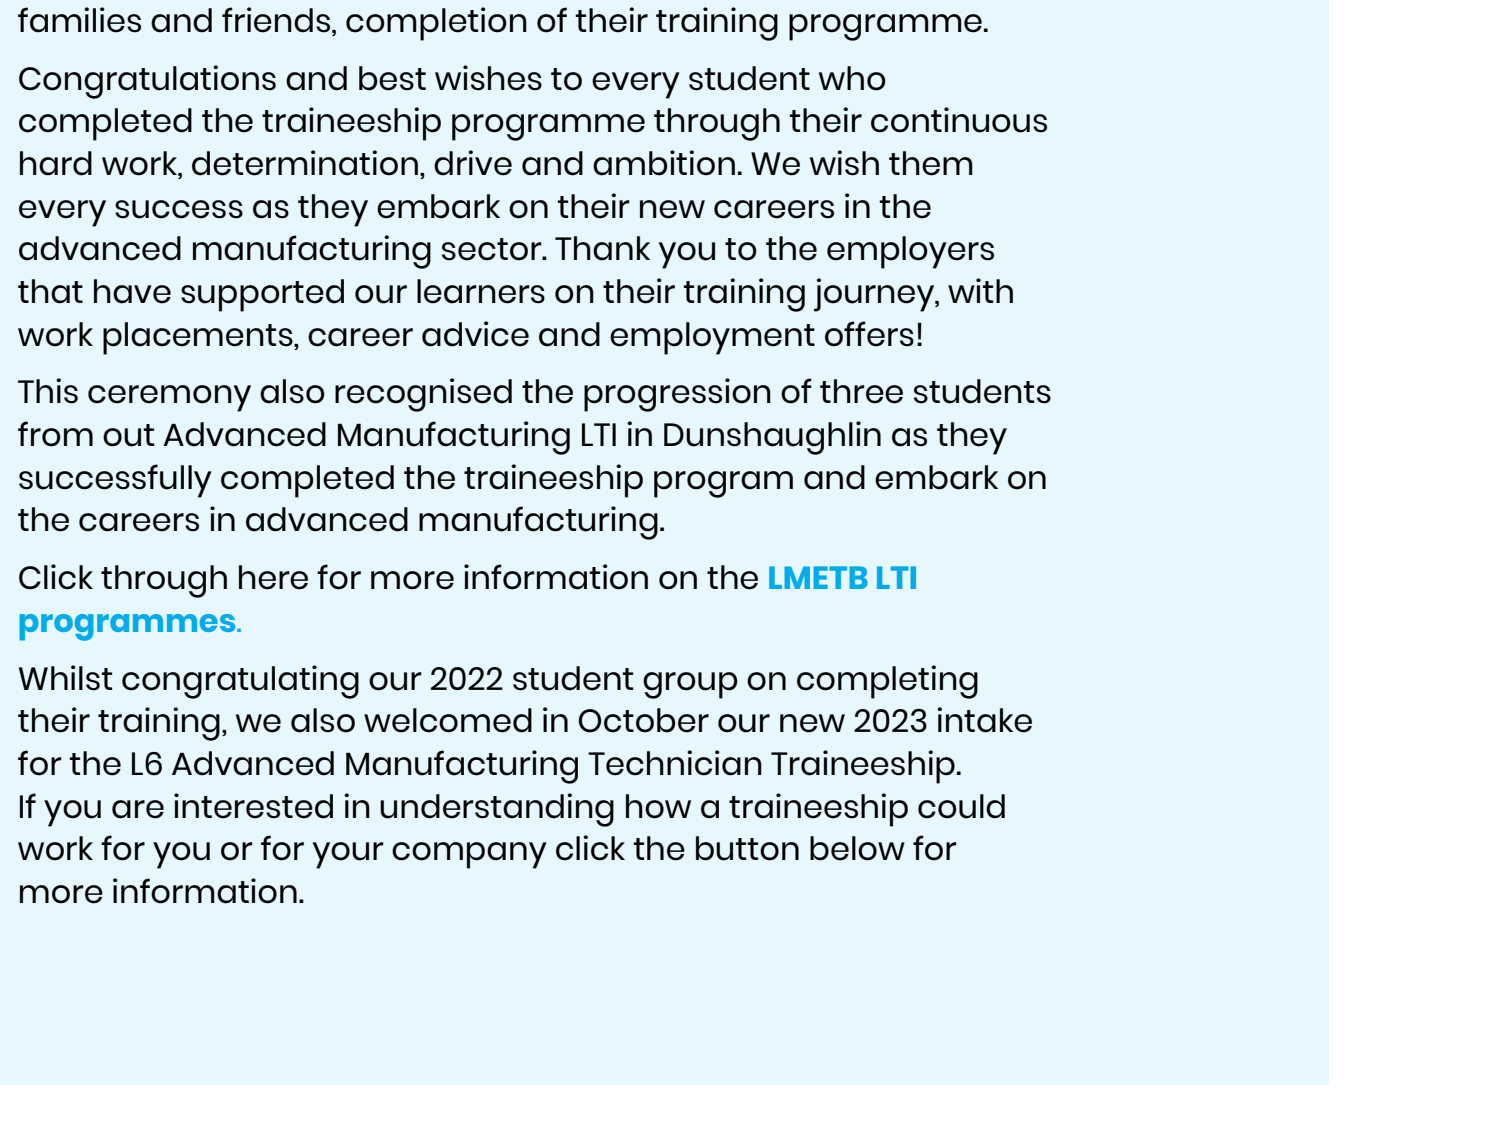 families and friends, completion of their training programme.
Congratulations and best wishes to every student who
completed the traineeship programme through their continuous
hard work, determination, drive and ambition. We wish them
every success as they embark on their new careers in the
advanced manufacturing sector. Thank you to the employers
that have supported our learners on their training journey, with
work placements, career advice and employment offers!
This ceremony also recognised the progression of three students
from out Advanced Manufacturing LTI in Dunshaughlin as they
successfully completed the traineeship program and embark on
the careers in advanced manufacturing.
Click through here for more information on the LMETB LTI
programmes.
Whilst congratulating our 2022 student group on completing
their training, we also welcomed in October our new 2023 intake
for the L6 Advanced Manufacturing Technician Traineeship.
If you are interested in understanding how a traineeship could
work for you or for your company click the button below for
more information.